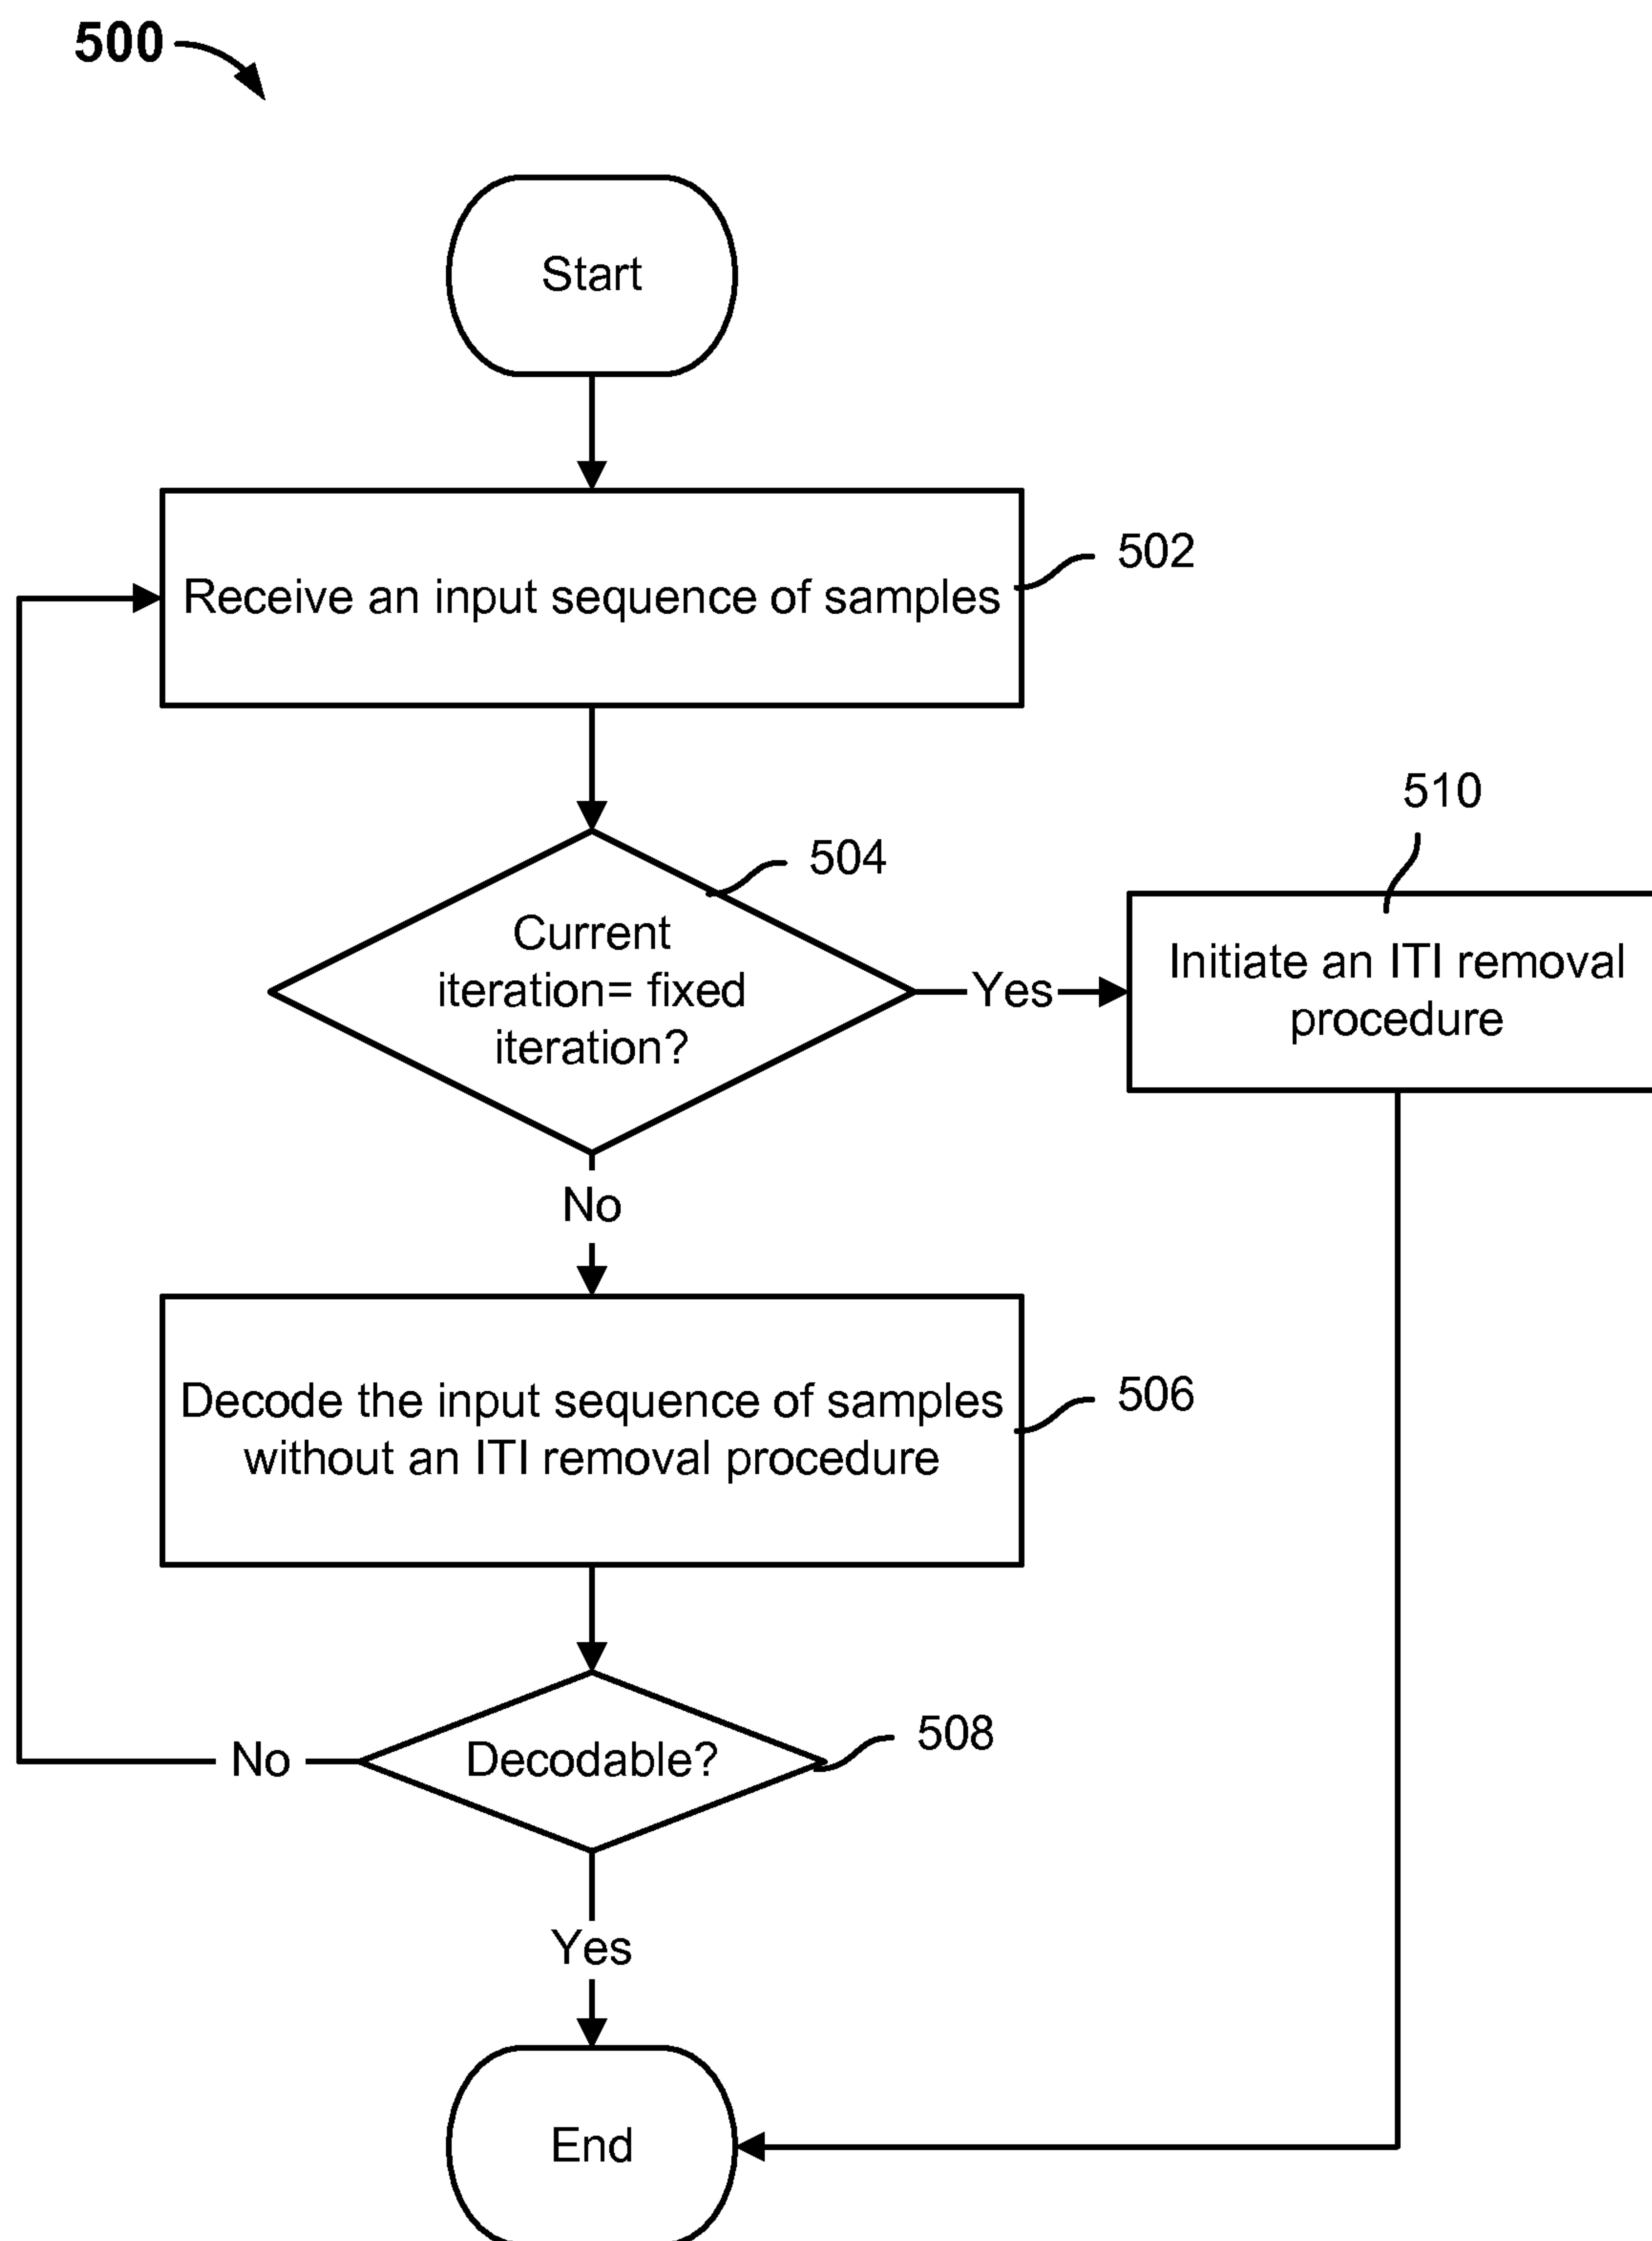 500
Start
Receive an input sequence of samples
502
504
Current
iteration= fixed
iteration?
Yes
510
Initiate an ITI removal
procedure
No
Decode the input sequence of samples
without an ITI removal procedure
506
Decodable?
508
No
Yes
End